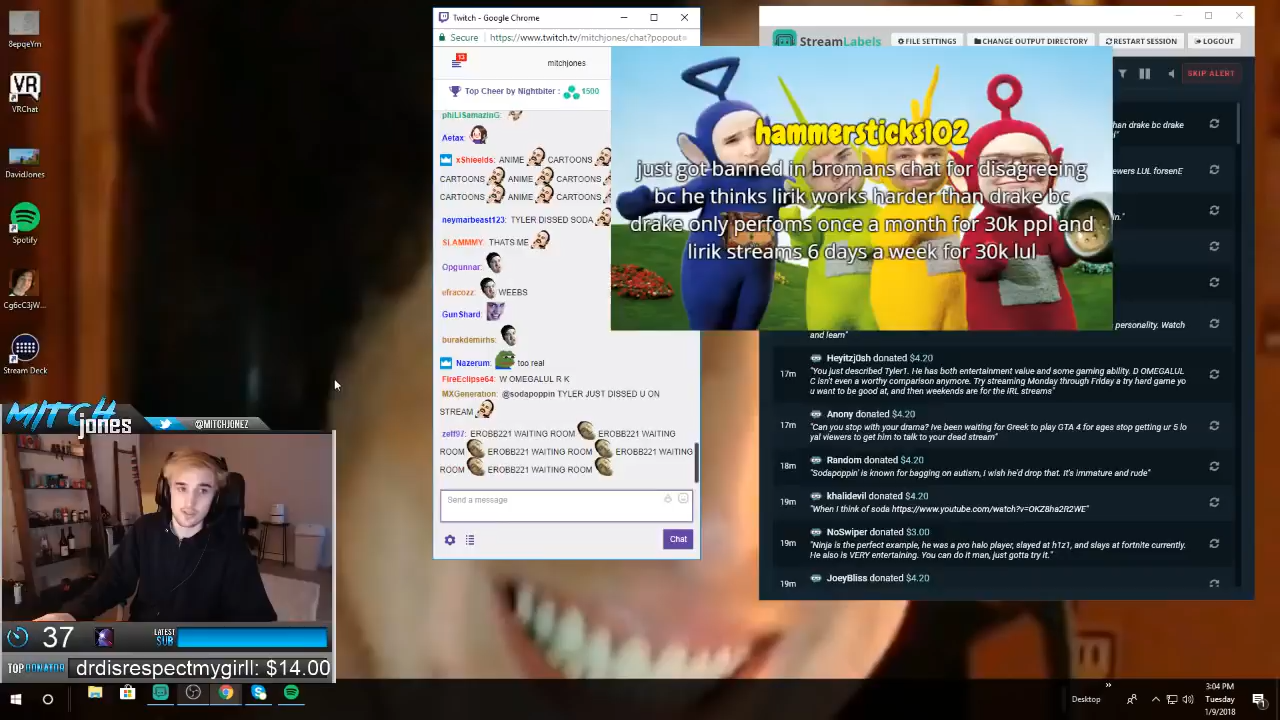 8epqeYm
VR
CHAT
VRChat
DavidJones
Spotify
Cg6cC3jW...
Stream Deck
Twitch - Google Chrome
Secure
https://www.twitch.tv/mitchjones/chat?popout=
13
mitchjones
Top Cheer by Nightbiter :
1500
phiLiSamazinG:
Aetax:
xShieelds: ANIME CARTOONS
CARTOONS ANIME CARTOONS
CARTOONS ANIME CARTOONS
neymarbeast123: TYLER DISSED SODA
SLAMMMY: THATS ME
Opgunnar:
efracozz: WEEBS
GunShard:
burakdemirhs:
Nazerum: too real
FireEclipse64: W OMEGALUL R K
MXGeneration: @sodapoppin TYLER JUST DISSED U ON
STREAM
zelf97: EROBB221 WAITING ROOM EROBB221 WAITING
ROOM EROBB221 WAITING ROOM EROBB221 WAITING
ROOM EROBB221 WAITING ROOM
Send a message
Chat
hammersticks102
just got banned in bromans chat for disagreeing
bc he thinks lirik works harder than drake bc
drake only perfoms once a month for 30k ppl and
lirik streams 6 days a week for 30k lul
StreamLabels
FILE SETTINGS
CHANGE OUTPUT DIRECTORY
RESTART SESSION
LOGOUT
SKIP ALERT
han drake bc drake
ewers LUL forsenE
personality. Watch
and learn"
17m
Heyitzj0sh donated $4.20
"You just described Tyler1. He has both entertainment value and some gaming ability. D OMEGALUL
C isn't even a worthy comparison anymore. Try streaming Monday through Friday a try hard game yo
u want to be good at, and then weekends are for the IRL streams"
17m
Anony donated $4.20
"Can you stop with your drama? Ive been waiting for Greek to play GTA 4 for ages stop getting ur 5 lo
yal viewers to get him to talk to your dead stream"
18m
Random donated $4.20
"Sodapoppin' is known for bagging on autism, i wish he'd drop that. It's immature and rude"
19m
khalidevil donated $4.20
"When I think of soda https://www.youtube.com/watch?v=OKZ8ha2R2WE"
19m
NoSwiper donated $3.00
"Ninja is the perfect example, he was a pro halo player, slayed at h1z1, and slays at fortnite currently.
He also is VERY entertaining. You can do it man, just gotta try it."
JoeyBliss donated $4.20
MITCH
jones
@MITCHJONEZ
37
LATEST
SUB
TOP DONATOR
drdisrespectmygirll: $14.00
Desktop
3:04 PM
Tuesday
1/9/2018